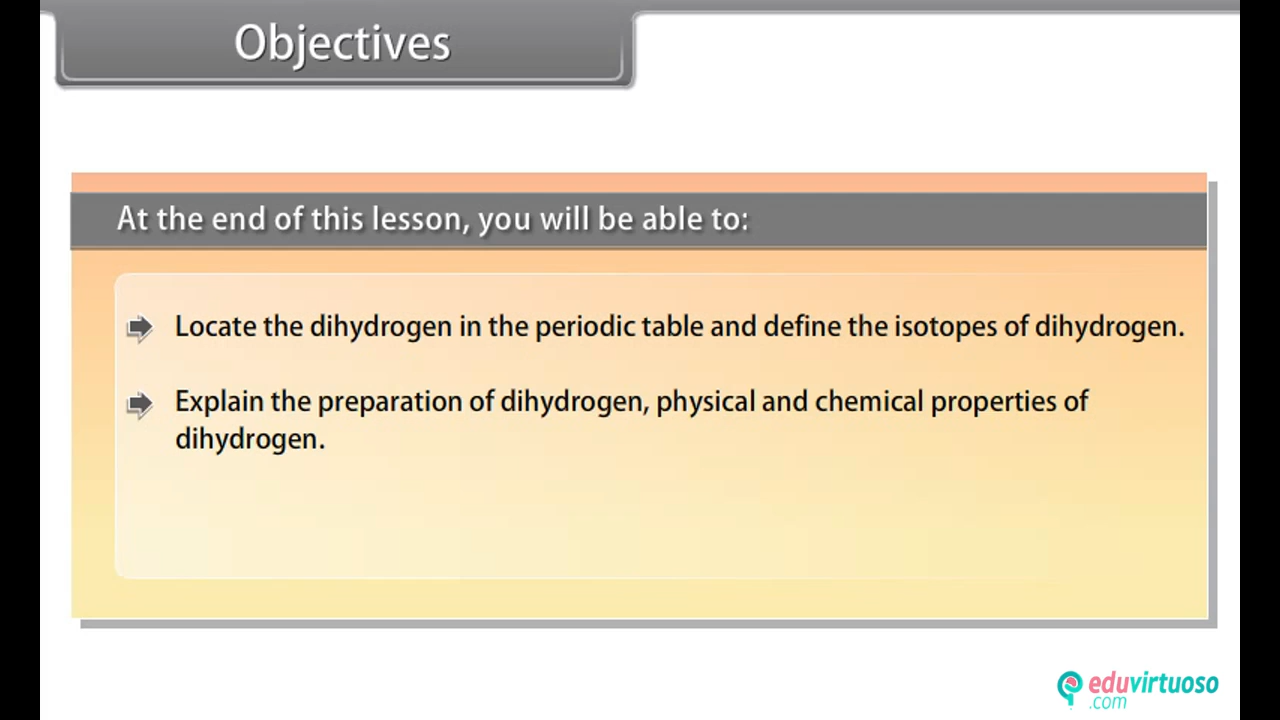 Objectives
At the end of this lesson, you will be able to:
Locate the dihydrogen in the periodic table and define the isotopes of dihydrogen.
Explain the preparation of dihydrogen, physical and chemical properties of
dihydrogen.
eduvirtuoso
.com